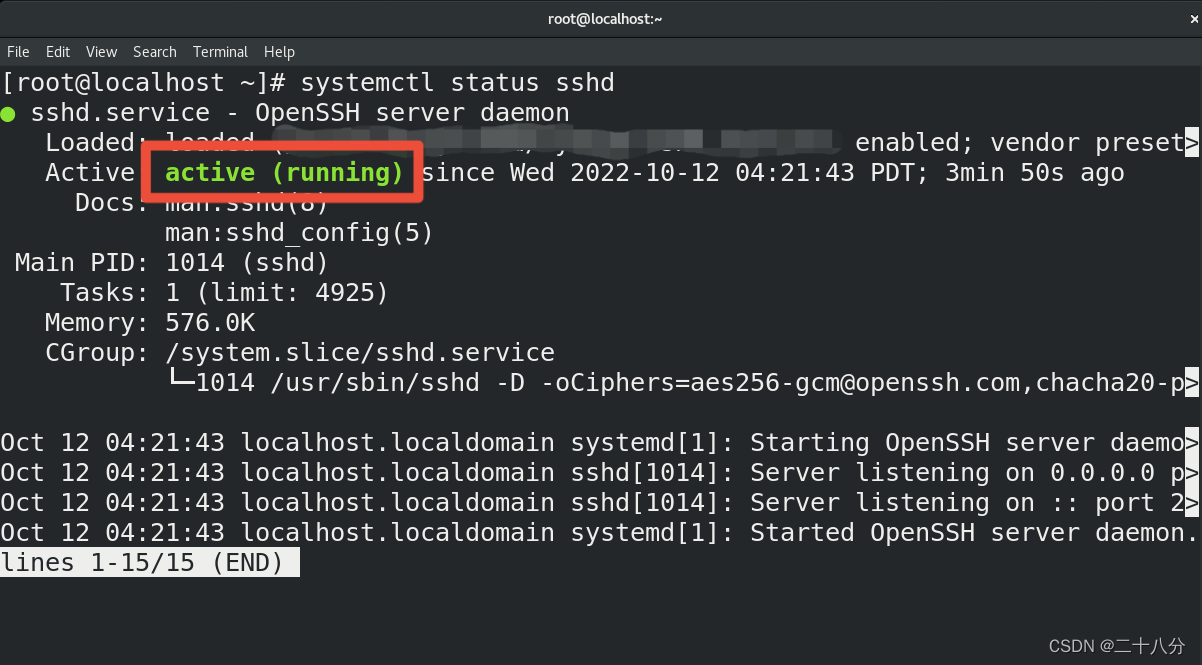 root@localhost:~
×
File Edit View Search Terminal Help
[root@localhost ~]# systemctl status sshd
● sshd.service - OpenSSH server daemon
Loaded: loaded ( enabled; vendor preset>
Active active (running) since Wed 2022-10-12 04:21:43 PDT; 3min 50s ago
Docs: man:sshd(8)
man:sshd_config(5)
Main PID: 1014 (sshd)
Tasks: 1 (limit: 4925)
Memory: 576.0K
CGroup: /system.slice/sshd.service
└─1014 /usr/sbin/sshd -D -oCiphers=aes256-gcm@openssh.com,chacha20-p>
Oct 12 04:21:43 localhost.localdomain systemd[1]: Starting OpenSSH server daemo>
Oct 12 04:21:43 localhost.localdomain sshd[1014]: Server listening on 0.0.0.0 p>
Oct 12 04:21:43 localhost.localdomain sshd[1014]: Server listening on :: port 2>
Oct 12 04:21:43 localhost.localdomain systemd[1]: Started OpenSSH server daemon.
lines 1-15/15 (END)
CSDN @二十八分